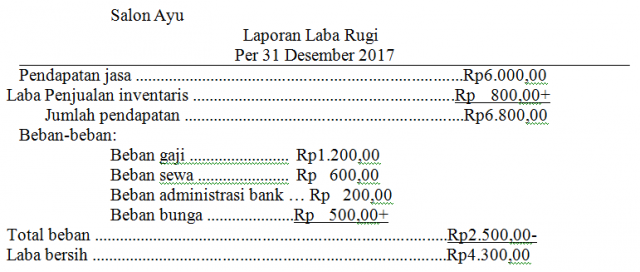 Salon Ayu
Laporan Laba Rugi
Per 31 Desember 2017
Pendapatan jasa ......................................................................Rp6.000,00
Laba Penjualan inventaris ........................................................Rp 800,00+
Jumlah pendapatan ............................................................Rp6.800,00
Beban-beban:
Beban gaji ......................... Rp1.200,00
Beban sewa ....................... Rp 600,00
Beban administrasi bank ... Rp 200,00
Beban bunga .....................Rp 500,00+
Total beban ...........................................................................Rp2.500,00-
Laba bersih ............................................................................Rp4.300,00